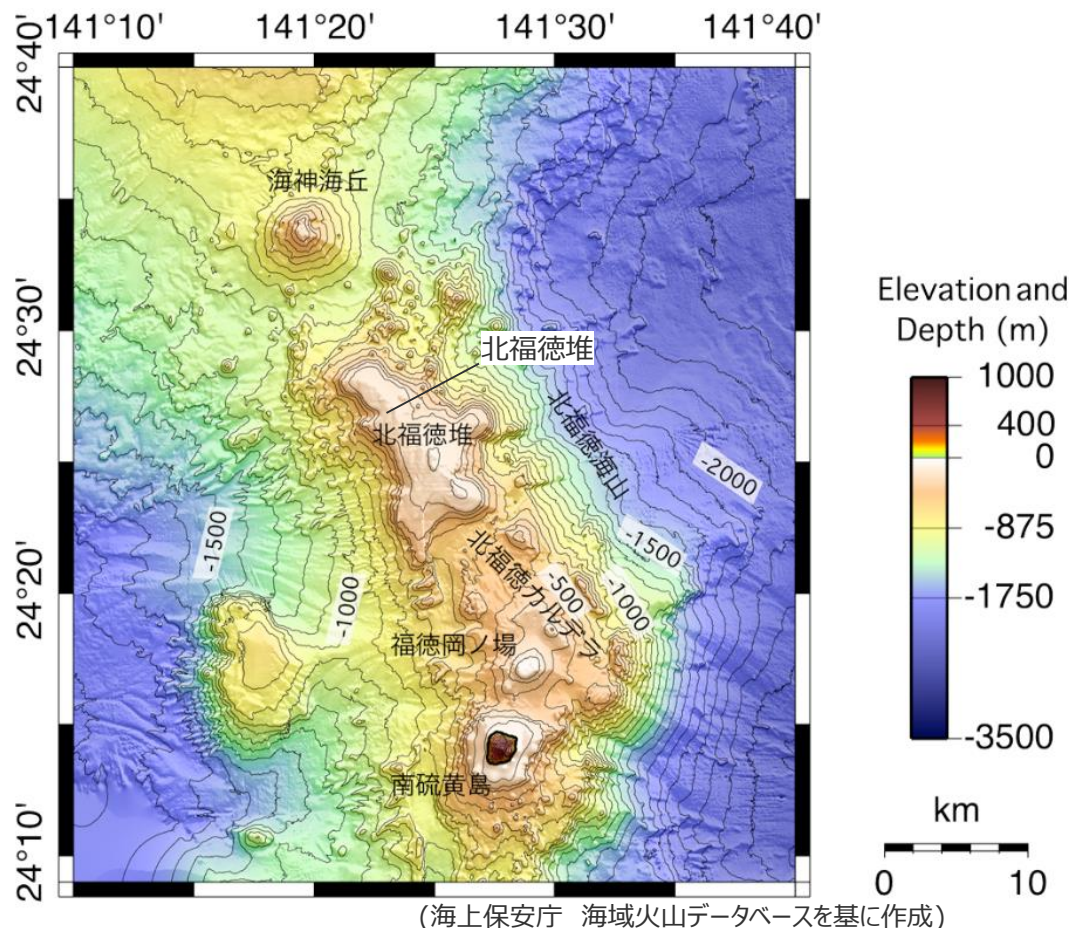 141°10' 141°20' 141°30' 141°40'
24°40'
海神海丘
24°30'
北福徳堆
北福徳堆
北福徳海山
-2000
-1500
-1500
24°20'
北福徳カルデラ
-500
-1000
-1000
福徳岡ノ場
南硫黄島
24°10'
Elevation and
Depth (m)
1000
400
0
-875
-1750
-3500
km
0 10
(海上保安庁 海域火山データベースを基に作成)